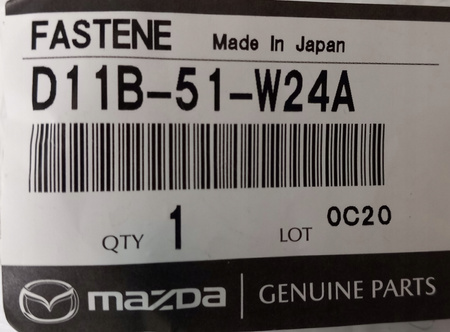 FASTENE Made In Japan
D11B-51-W24A
QTY 1 LOT 0C20
mazda GENUINE PARTS